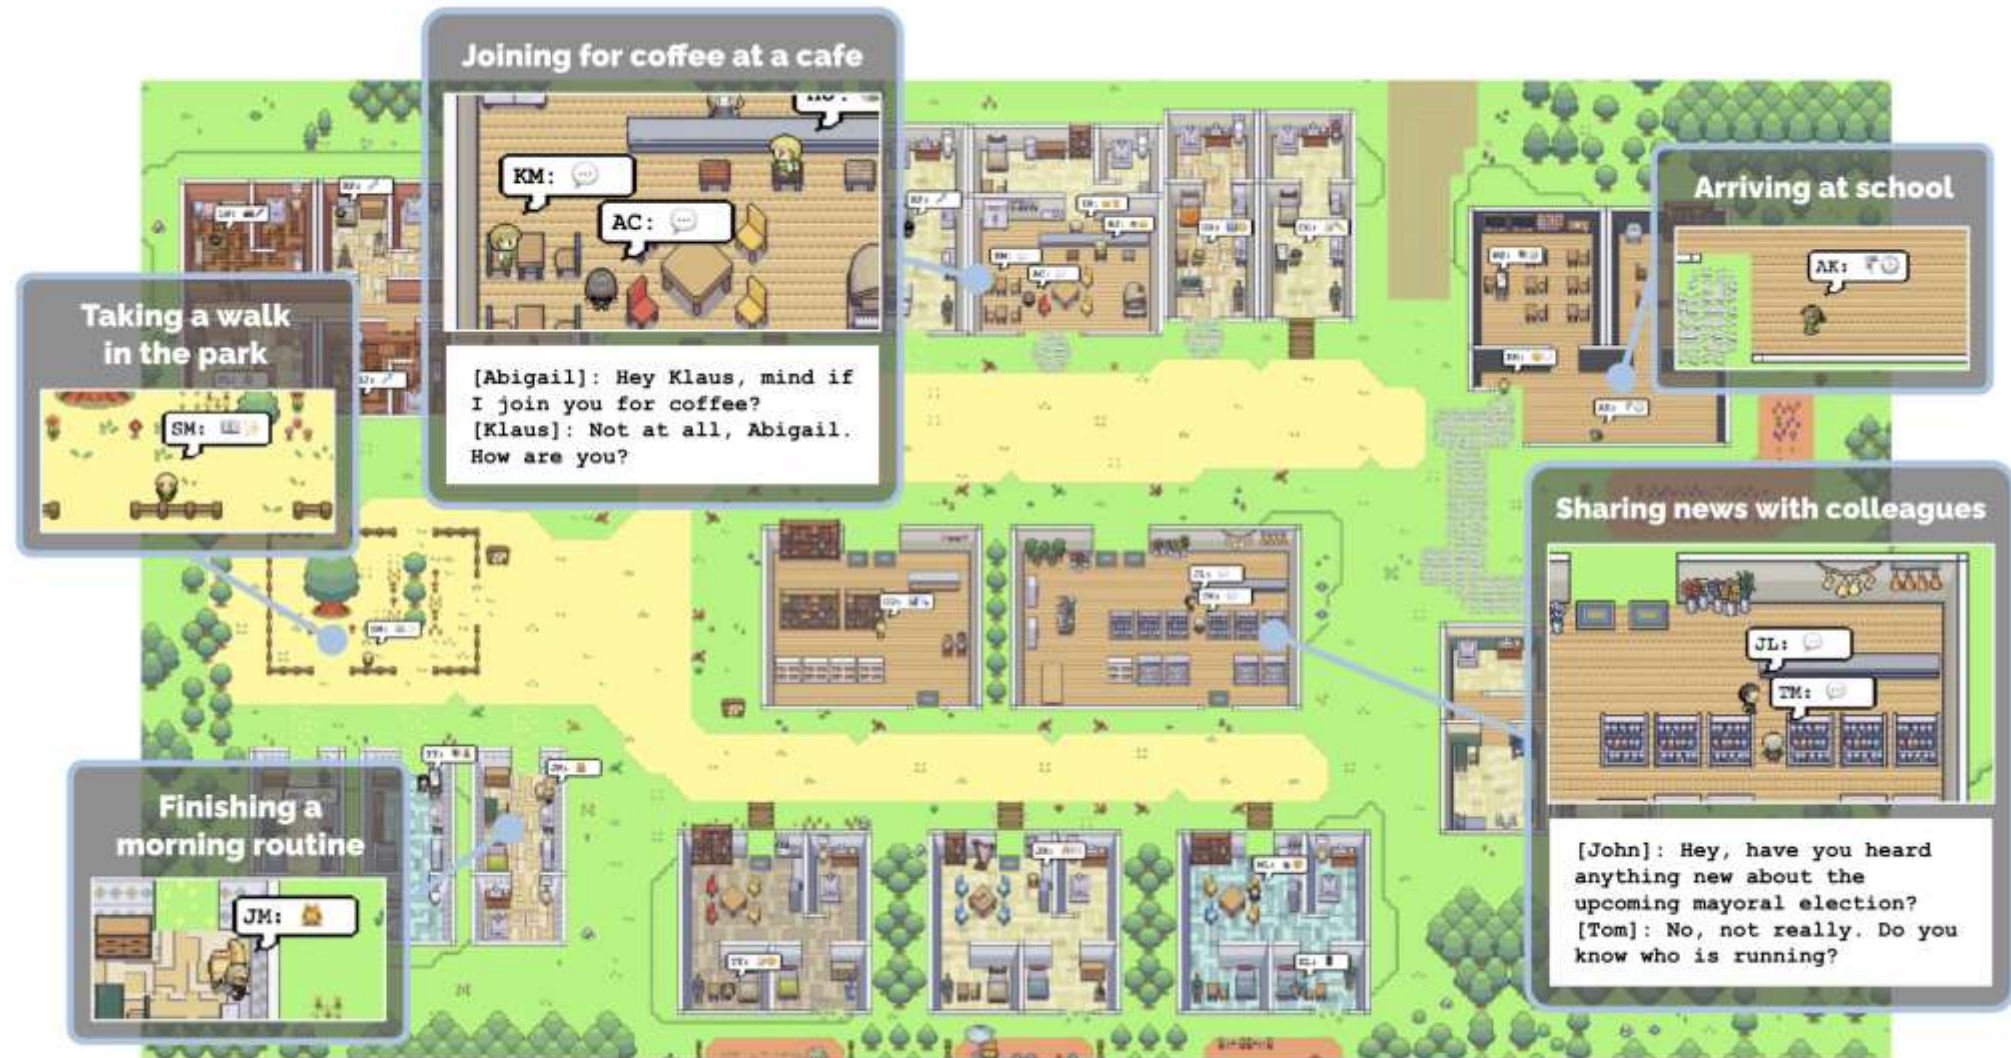 Joining for coffee at a cafe
KM:
AC:
[Abigail]: Hey Klaus, mind if
I join you for coffee?
[Klaus]: Not at all, Abigail.
How are you?
Arriving at school
AK:
Taking a walk
in the park
SM:
Sharing news with colleagues
JL:
TM:
[John]: Hey, have you heard
anything new about the
upcoming mayoral election?
[Tom]: No, not really. Do you
know who is running?
Finishing a
morning routine
JM: